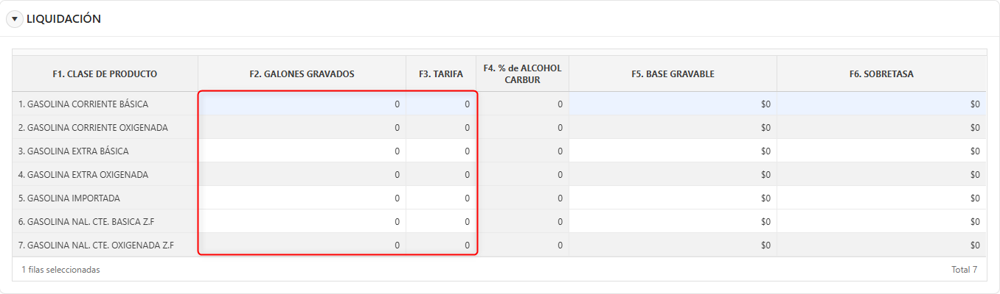 LIQUIDACIÓN
F1. CLASE DE PRODUCTO F2. GALONES GRAVADOS F3. TARIFA F4. % de ALCOHOL CARBUR F5. BASE GRAVABLE F6. SOBRETASA
1. GASOLINA CORRIENTE BÁSICA 0 0 0 $0 $0
2. GASOLINA CORRIENTE OXIGENADA 0 0 0 $0 $0
3. GASOLINA EXTRA BÁSICA 0 0 0 $0 $0
4. GASOLINA EXTRA OXIGENADA 0 0 0 $0 $0
5. GASOLINA IMPORTADA 0 0 0 $0 $0
6. GASOLINA NAL. CTE. BASICA Z.F 0 0 0 $0 $0
7. GASOLINA NAL. CTE. OXIGENADA Z.F 0 0 0 $0 $0
1 filas seleccionadas Total 7